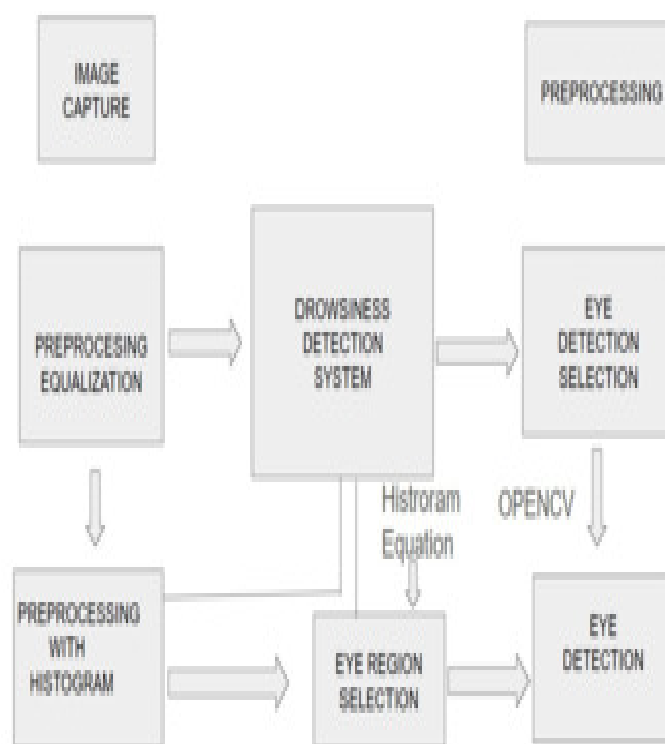 IMAGE
CAPTURE
PREPROCESSING
PREPROCESING
EQUALIZATION
DROWSINESS
DETECTION
SYSTEM
EYE
DETECTION
SELECTION
Histroram
Equation
OPENCV
PREPROCESSING
WITH
HISTOGRAM
EYE REGION
SELECTION
EYE
DETECTION